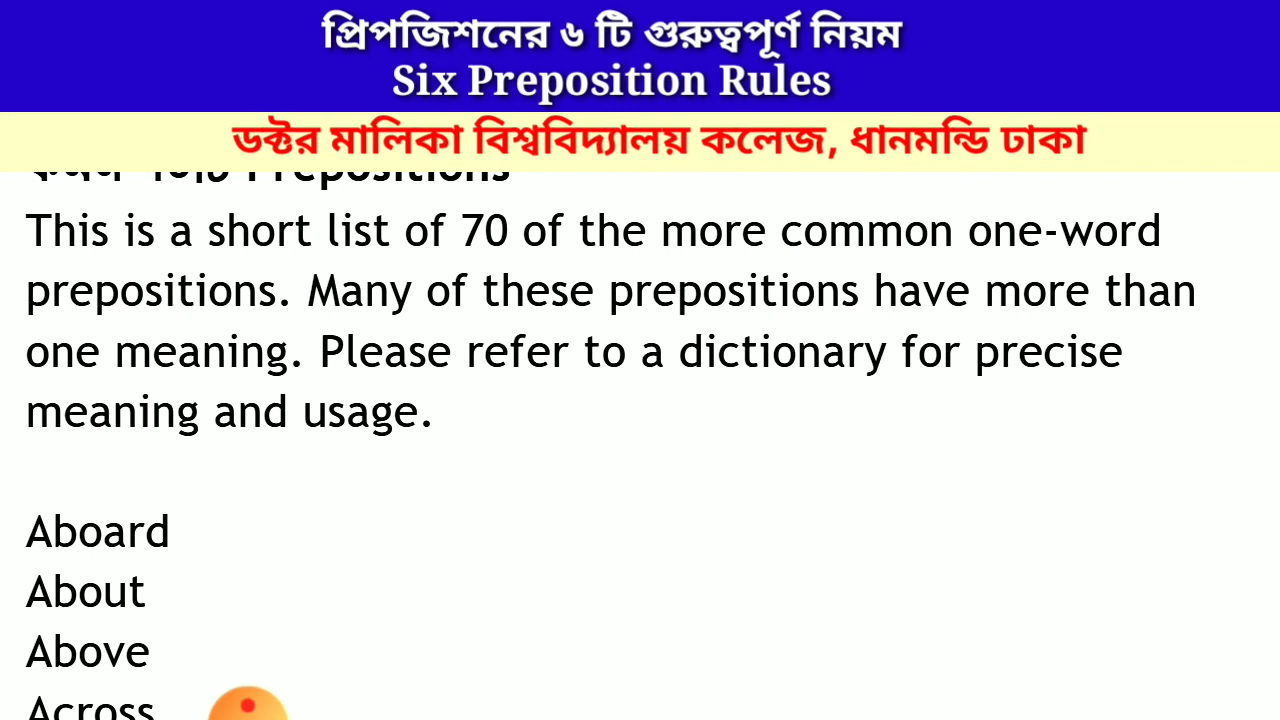 প্রিপজিশনের ৬ টি গুরুত্বপূর্ণ নিয়ম
Six Preposition Rules
ডক্টর মালিকা বিশ্ববিদ্যালয় কলেজ, ধানমন্ডি ঢাকা
Prepositions
This is a short list of 70 of the more common one-word
prepositions. Many of these prepositions have more than
one meaning. Please refer to a dictionary for precise
meaning and usage.
Aboard
About
Above
Across